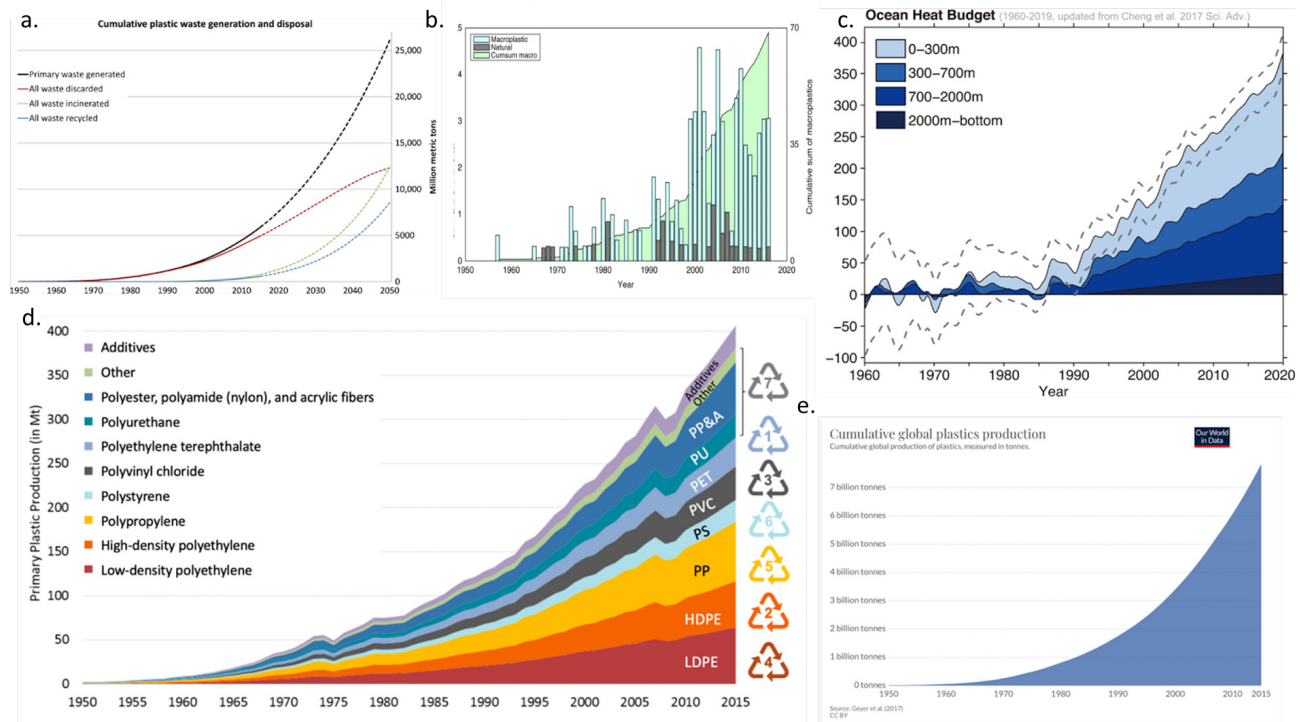 a.
Cumulative plastic waste generation and disposal
Primary waste generated
All waste discarded
All waste incinerated
All waste recycled
25,000
20,000
15,000
10,000
5000
0
Million metric tons
1950 1960 1970 1980 1990 2000 2010 2020 2030 2040 2050
b.
Macroplastic
Natural
Cumsum macro
5
4
3
2
1
0
70
35
0
Cumulative sum of macroplastics
1950 1960 1970 1980 1990 2000 2010 2020
Year
c.
Ocean Heat Budget (1960-2019, updated from Cheng et al. 2017 Sci. Adv.)
0-300m
300-700m
700-2000m
2000m-bottom
400
350
300
250
200
150
100
50
0
-50
-100
1960 1970 1980 1990 2000 2010 2020
Year
d.
Primary Plastic Production (in Mt)
400
350
300
250
200
150
100
50
0
Additives
Other
Polyester, polyamide (nylon), and acrylic fibers
Polyurethane
Polyethylene terephthalate
Polyvinyl chloride
Polystyrene
Polypropylene
High-density polyethylene
Low-density polyethylene
Additives
Other
PP&A
PU
PET
PVC
PS
PP
HDPE
LDPE
7
1
3
6
5
2
4
1950 1955 1960 1965 1970 1975 1980 1985 1990 1995 2000 2005 2010 2015
e.
Cumulative global plastics production
Cumulative global production of plastics, measured in tonnes.
Our World
in Data
7 billion tonnes
6 billion tonnes
5 billion tonnes
4 billion tonnes
3 billion tonnes
2 billion tonnes
1 billion tonnes
0 tonnes
1950 1960 1970 1980 1990 2000 2010 2015
Source: Geyer et al. (2017)
CC BY